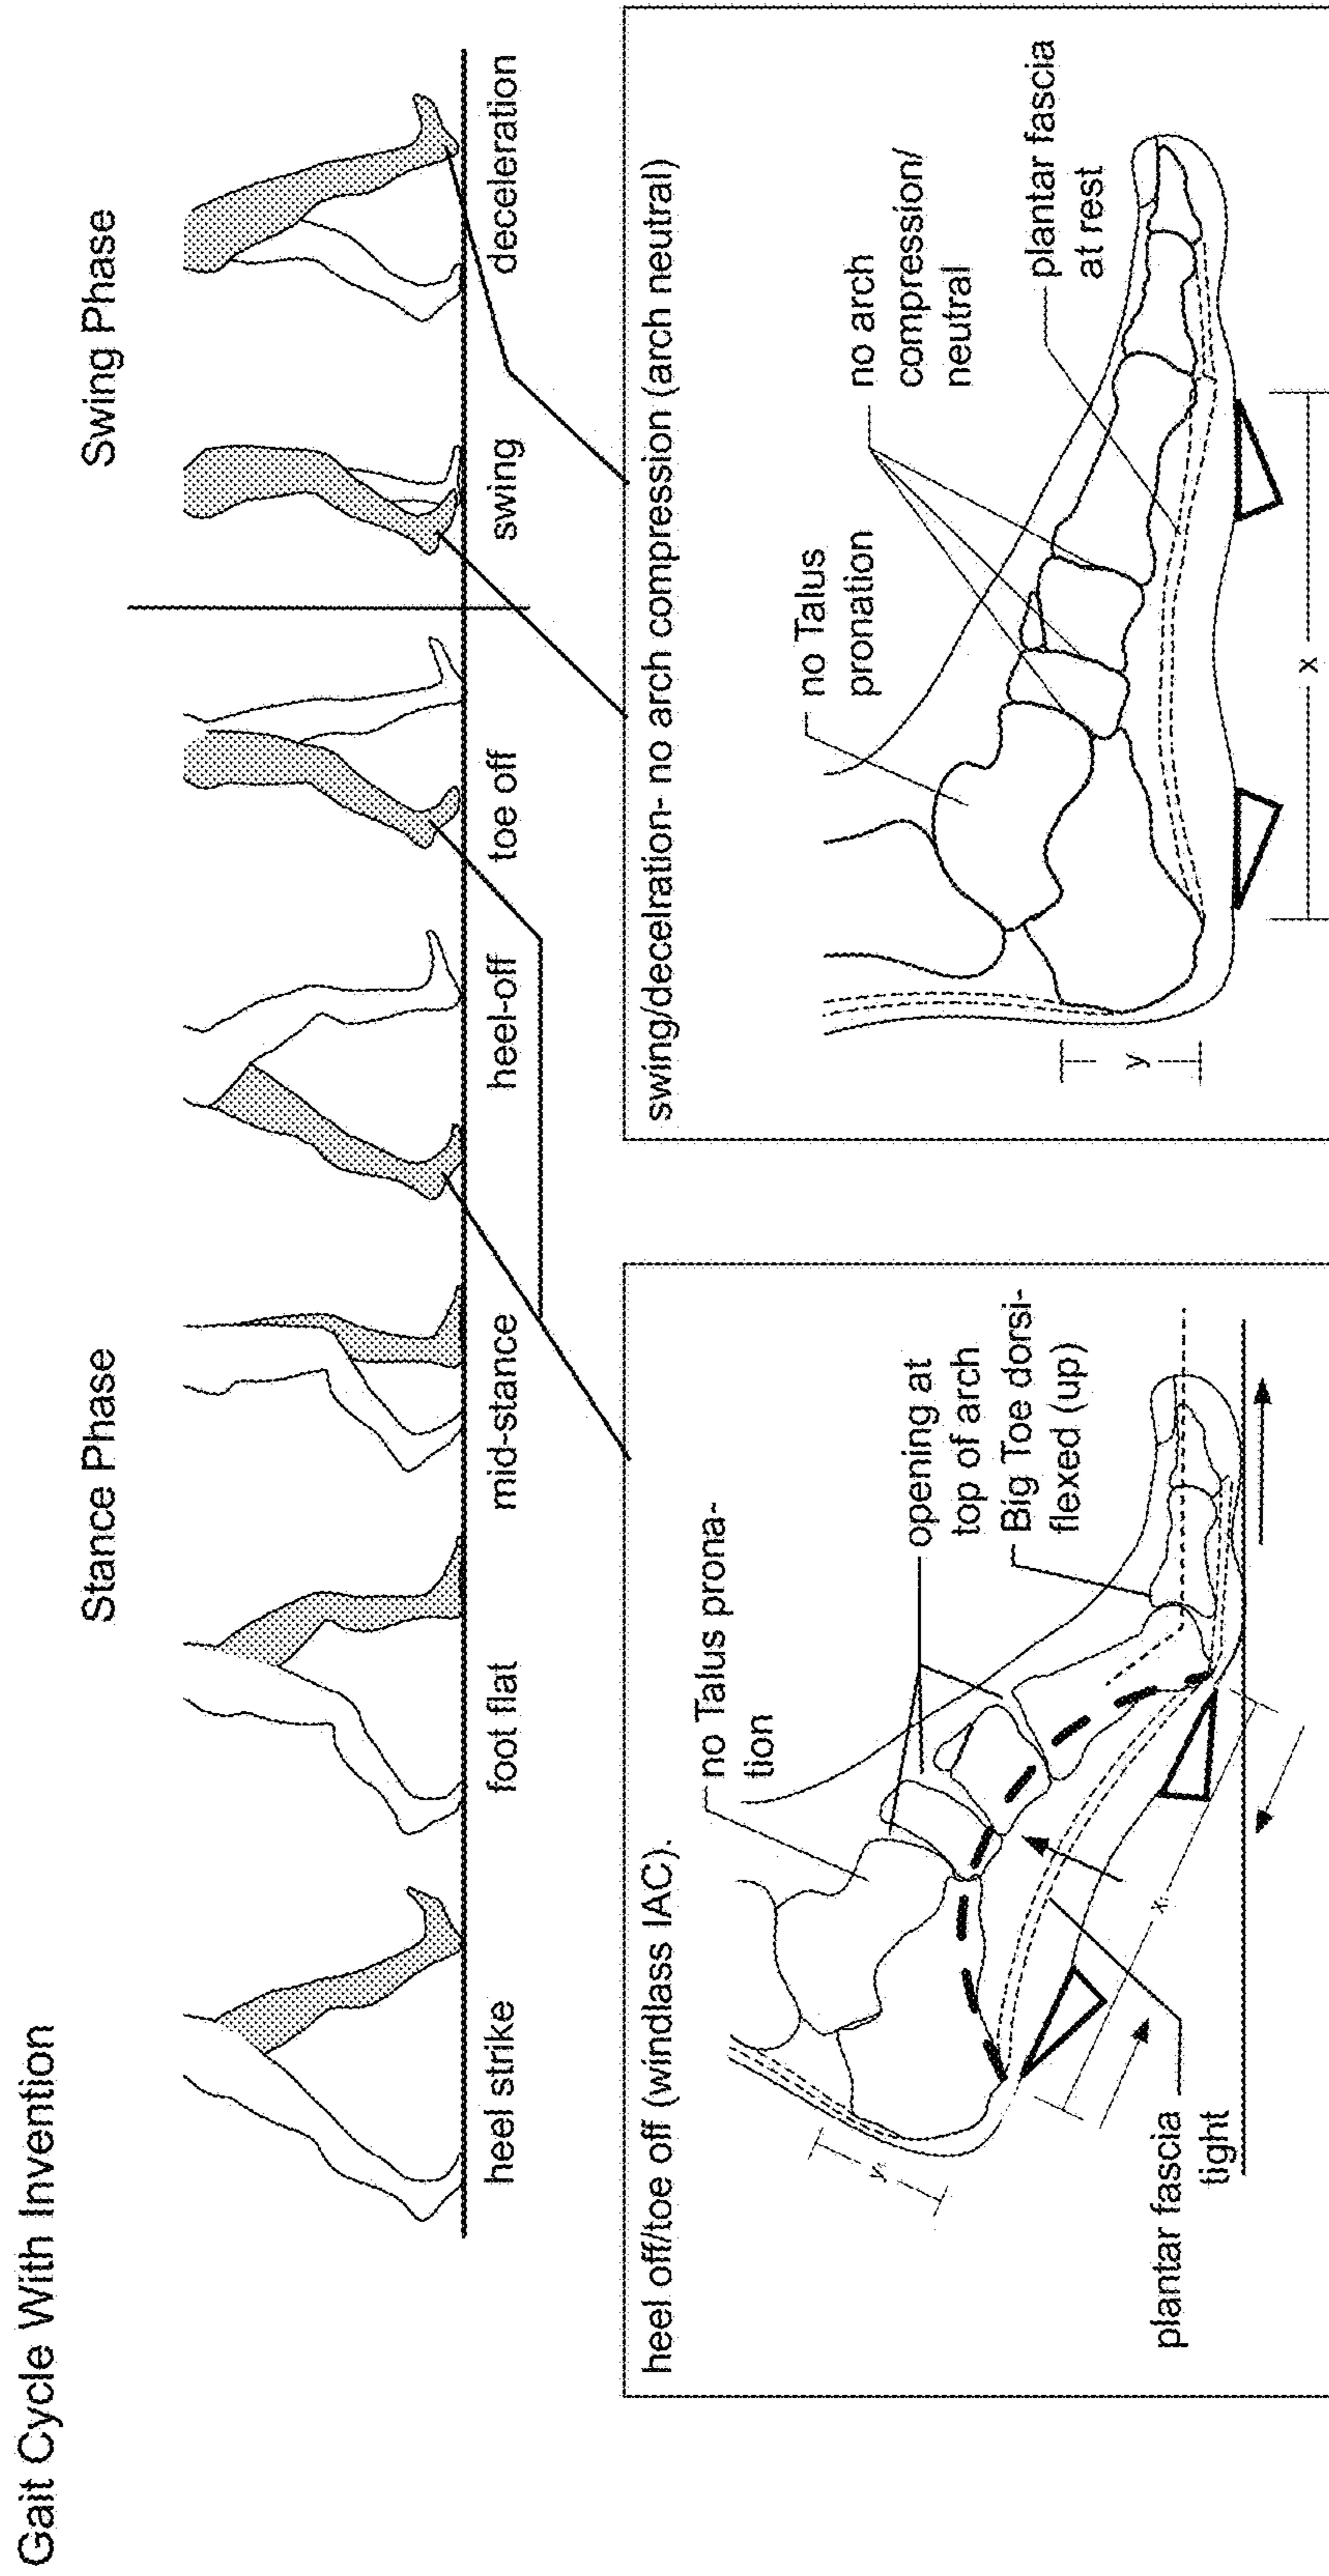 Gait Cycle With Invention
Stance Phase
Swing Phase
heel strike
foot flat
mid-stance
heel-off
toe off
swing
deceleration
heel off/toe off (windlass IAC).
no Talus prona-
tion
opening at
top of arch
Big Toe dorsi-
flexed (up)
plantar fascia
tight
y
x
swing/decelration- no arch compression (arch neutral)
no Talus
pronation
no arch
compression/
neutral
plantar fascia
at rest
y
x